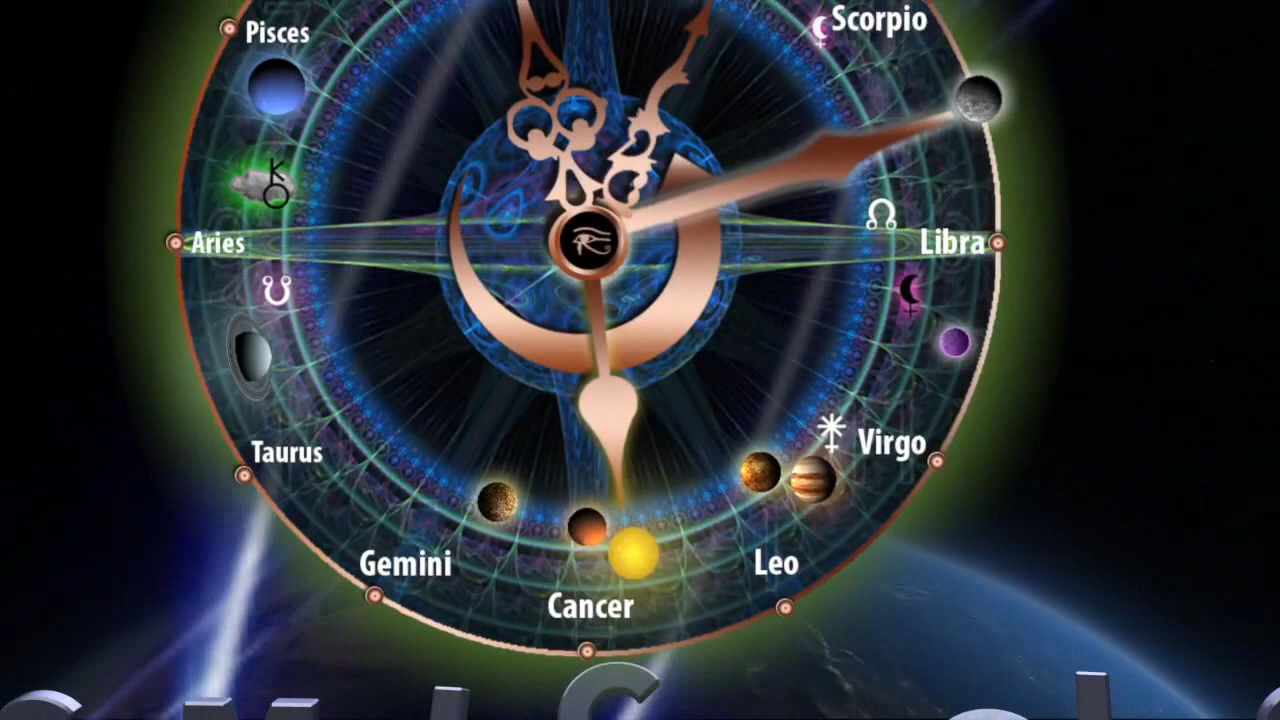 Scorpio
Pisces
Aries
Libra
Taurus
Virgo
Gemini
Leo
Cancer